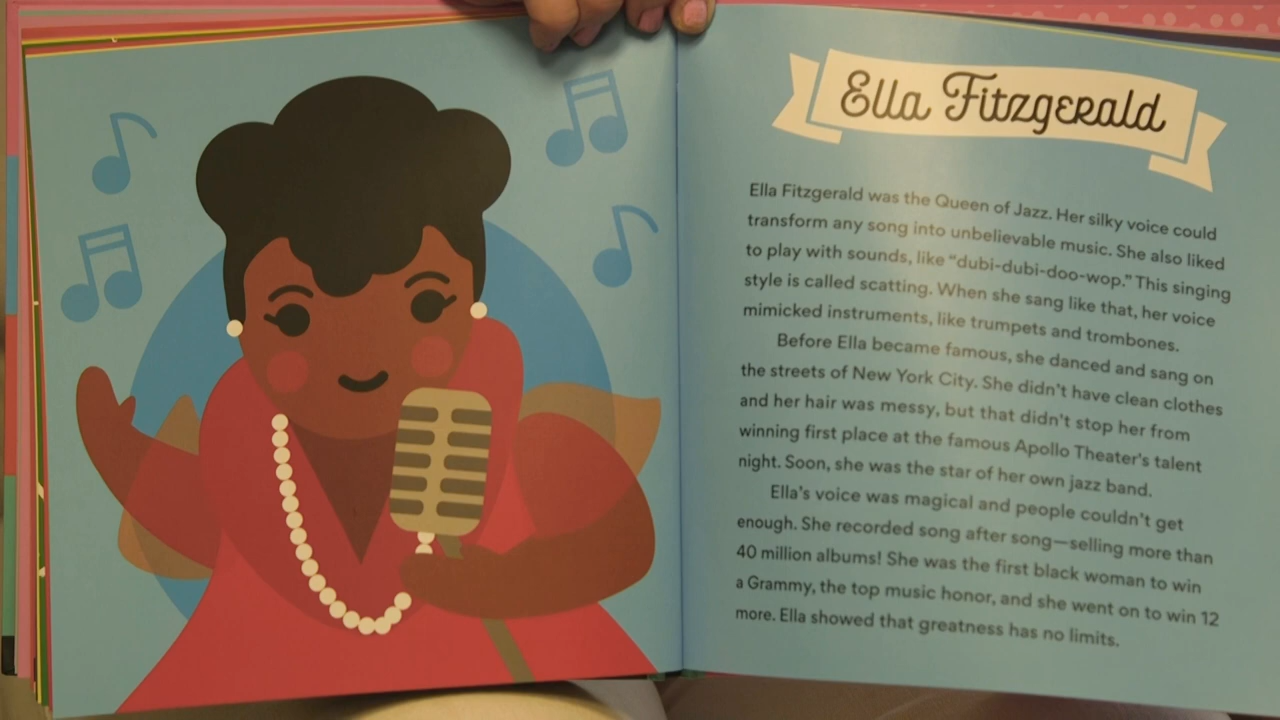 Ella Fitzgerald
Ella Fitzgerald was the Queen of Jazz. Her silky voice could
transform any song into unbelievable music. She also liked
to play with sounds, like “dubi-dubi-doo-wop.” This singing
style is called scatting. When she sang like that, her voice
mimicked instruments, like trumpets and trombones.
Before Ella became famous, she danced and sang on
the streets of New York City. She didn’t have clean clothes
and her hair was messy, but that didn’t stop her from
winning first place at the famous Apollo Theater’s talent
night. Soon, she was the star of her own jazz band.
Ella’s voice was magical and people couldn’t get
enough. She recorded song after song—selling more than
40 million albums! She was the first black woman to win
a Grammy, the top music honor, and she went on to win 12
more. Ella showed that greatness has no limits.